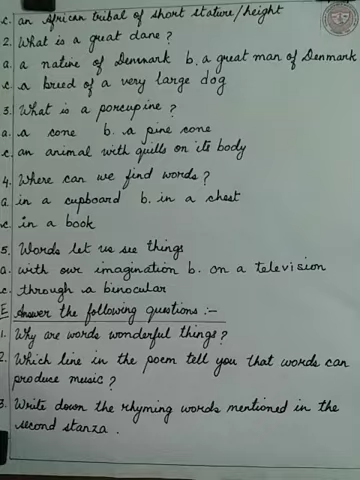 c. an African tribal of short stature/height
2. What is a great dane?
a. a nature of Denmark b. a great man of Denmark
c. a breed of a very large dog
3. What is a porcupine?
a. a cone b. a pine cone
c. an animal with quills on its body
4. Where can we find words?
a. in a cupboard b. in a chest
c. in a book
5. Words let us see things
a. with our imagination b. on a television
c. through a binocular
E Answer the following questions :-
1. Why are words wonderful things?
2. Which line in the poem tell you that words can
produce music?
3. Write down the rhyming words mentioned in the
second stanza.